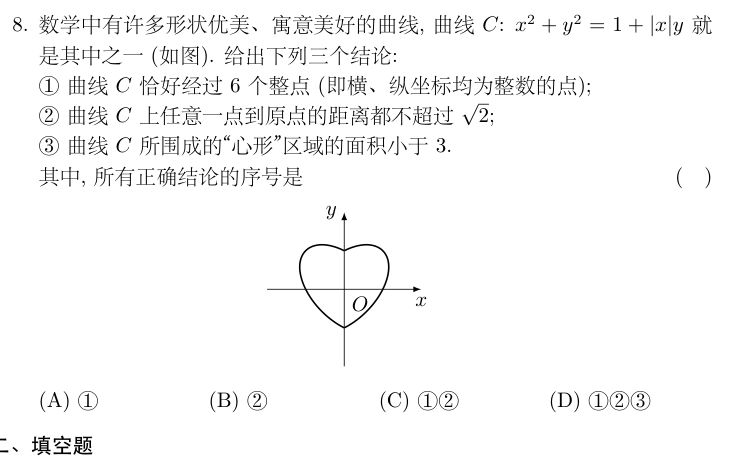 8. 数学中有许多形状优美、寓意美好的曲线, 曲线 C: x² + y² = 1 + |x|y 就
是其中之一 (如图). 给出下列三个结论:
① 曲线 C 恰好经过 6 个整点 (即横、纵坐标均为整数的点);
② 曲线 C 上任意一点到原点的距离都不超过 √2;
③ 曲线 C 所围成的“心形”区域的面积小于 3.
其中, 所有正确结论的序号是 ( )
y
O
x
(A) ① (B) ② (C) ①② (D) ①②③
二、填空题